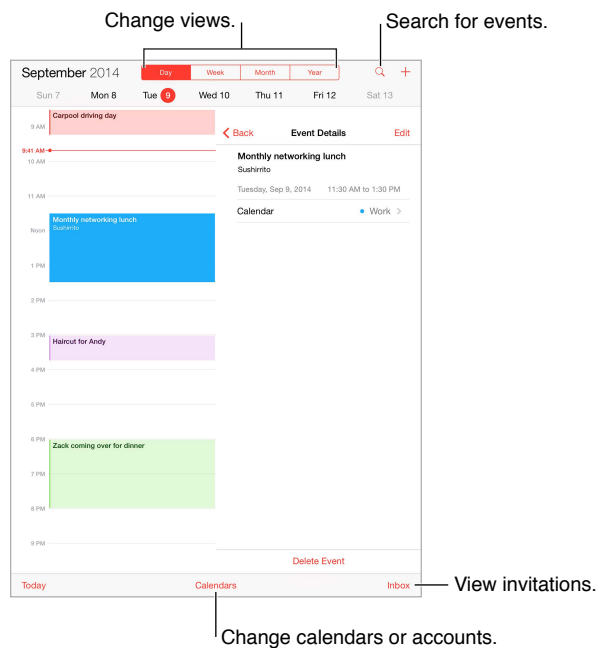 Change views.
Search for events.
September 2014 Day Week Month Year
Sun 7 Mon 8 Tue 9 Wed 10 Thu 11 Fri 12 Sat 13
9 AM
Carpool driving day
9:41 AM
10 AM
11 AM
Noon
Monthly networking lunch
Sushirrito
1 PM
2 PM
3 PM
Haircut for Andy
4 PM
5 PM
6 PM
Zack coming over for dinner
7 PM
8 PM
9 PM
Back Event Details Edit
Monthly networking lunch
Sushirrito
Tuesday, Sep 9, 2014 11:30 AM to 1:30 PM
Calendar Work
Delete Event
Today Calendars Inbox
View invitations.
Change calendars or accounts.